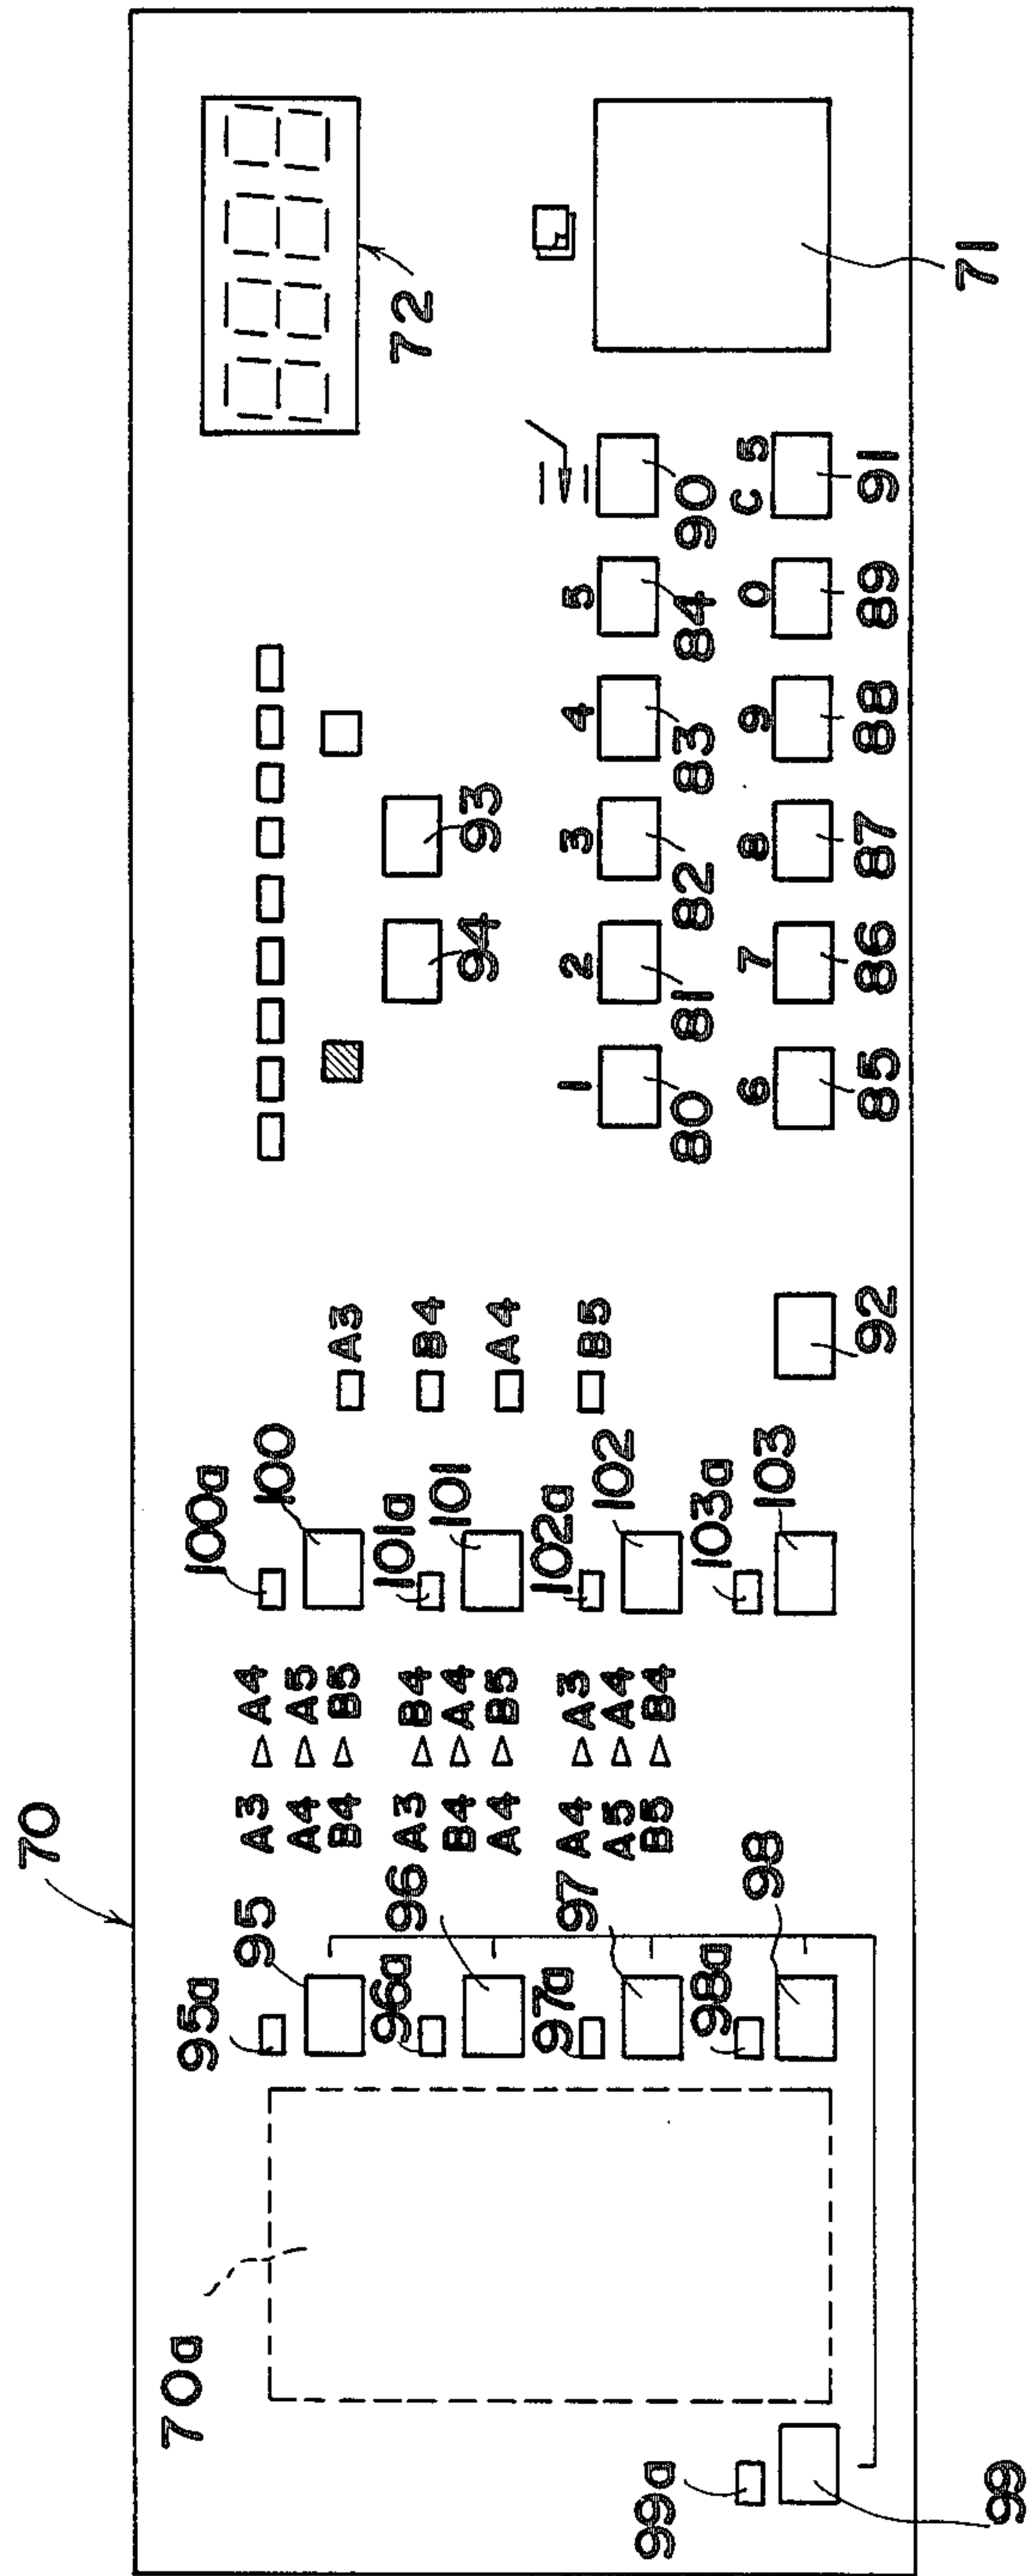 70
70a
95a
95
100a
100
A3 ▷ A4
A4 ▷ A5
B4 ▷ B5
A3
72
96a
96
A3 ▷ B4
B4 ▷ A4
A4 ▷ B5
101a
101
B4
94
93
A4
97a
97
A4 ▷ A3
A5 ▷ A4
B5 ▷ B4
102a
102
B5
1 2 3 4 5
80 81 82 83 84 90
99a
98a
98
103a
103
6 7 8 9 0 C 5
92
85 86 87 88 89 91
71
99